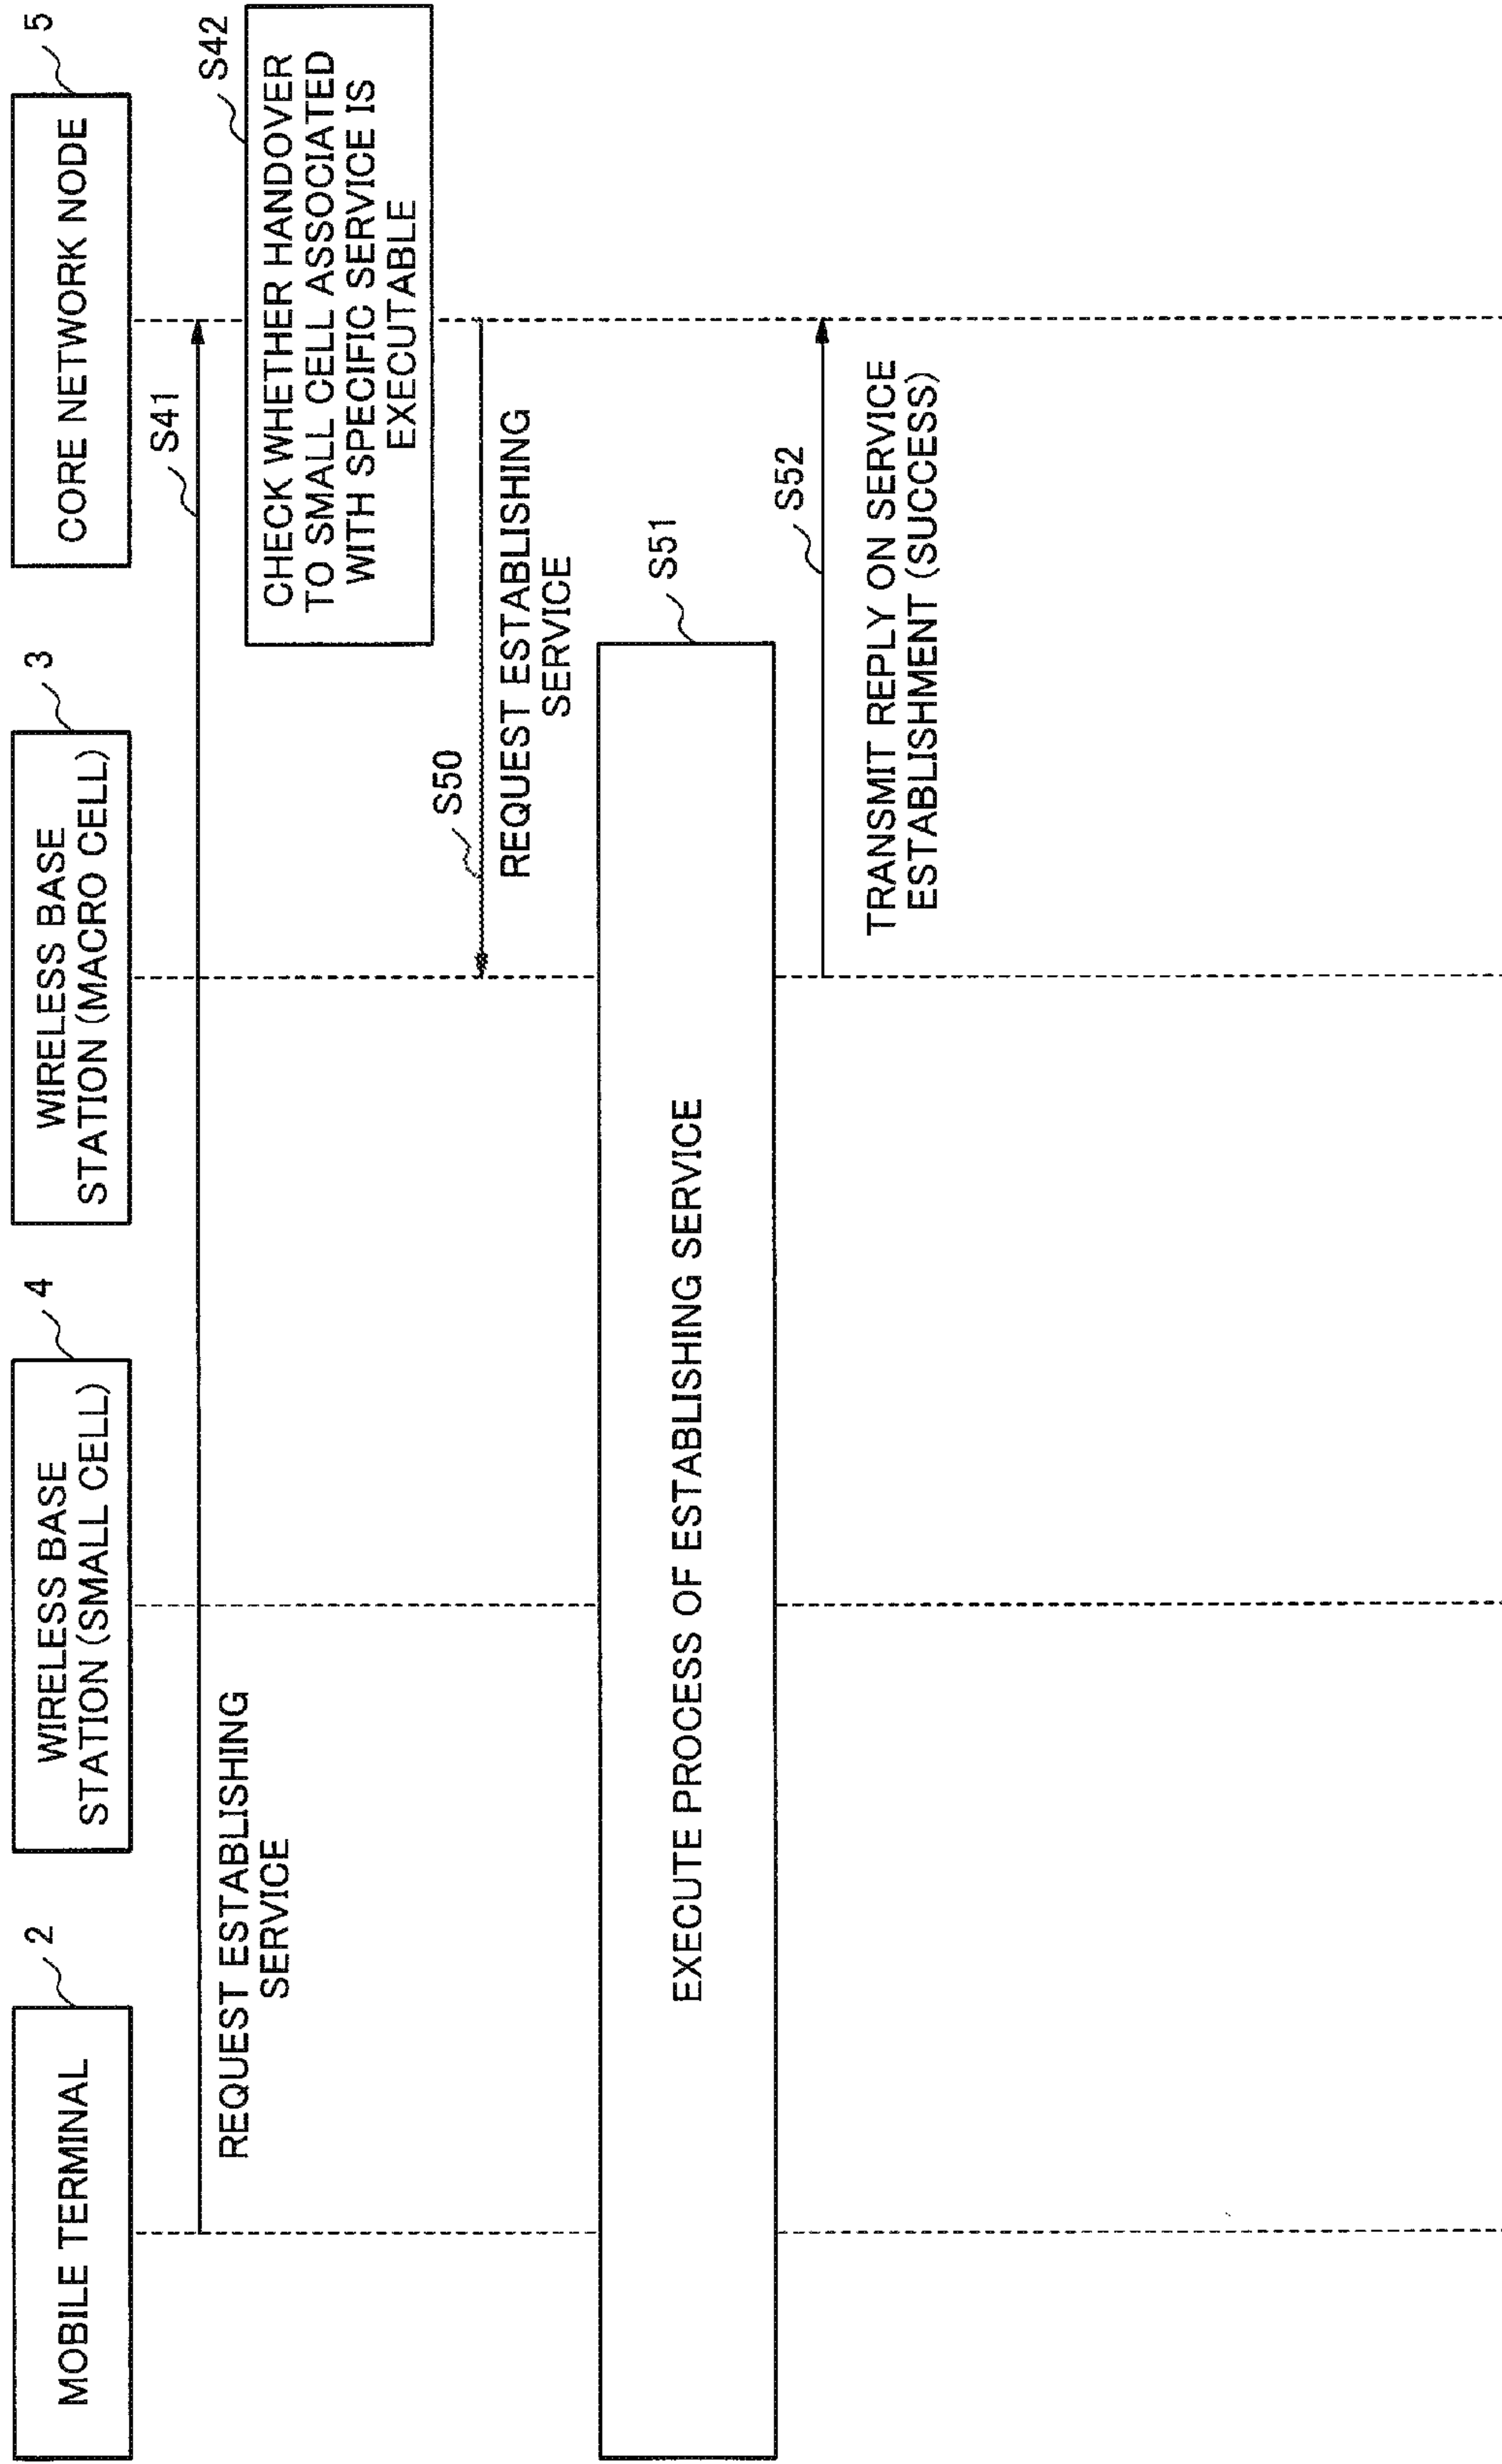 MOBILE TERMINAL
2
WIRELESS BASE
STATION (SMALL CELL)
4
WIRELESS BASE
STATION (MACRO CELL)
3
CORE NETWORK NODE
5
S41
REQUEST ESTABLISHING
SERVICE
S42
CHECK WHETHER HANDOVER
TO SMALL CELL ASSOCIATED
WITH SPECIFIC SERVICE IS
EXECUTABLE
S50
REQUEST ESTABLISHING
SERVICE
S51
EXECUTE PROCESS OF ESTABLISHING SERVICE
S52
TRANSMIT REPLY ON SERVICE
ESTABLISHMENT (SUCCESS)